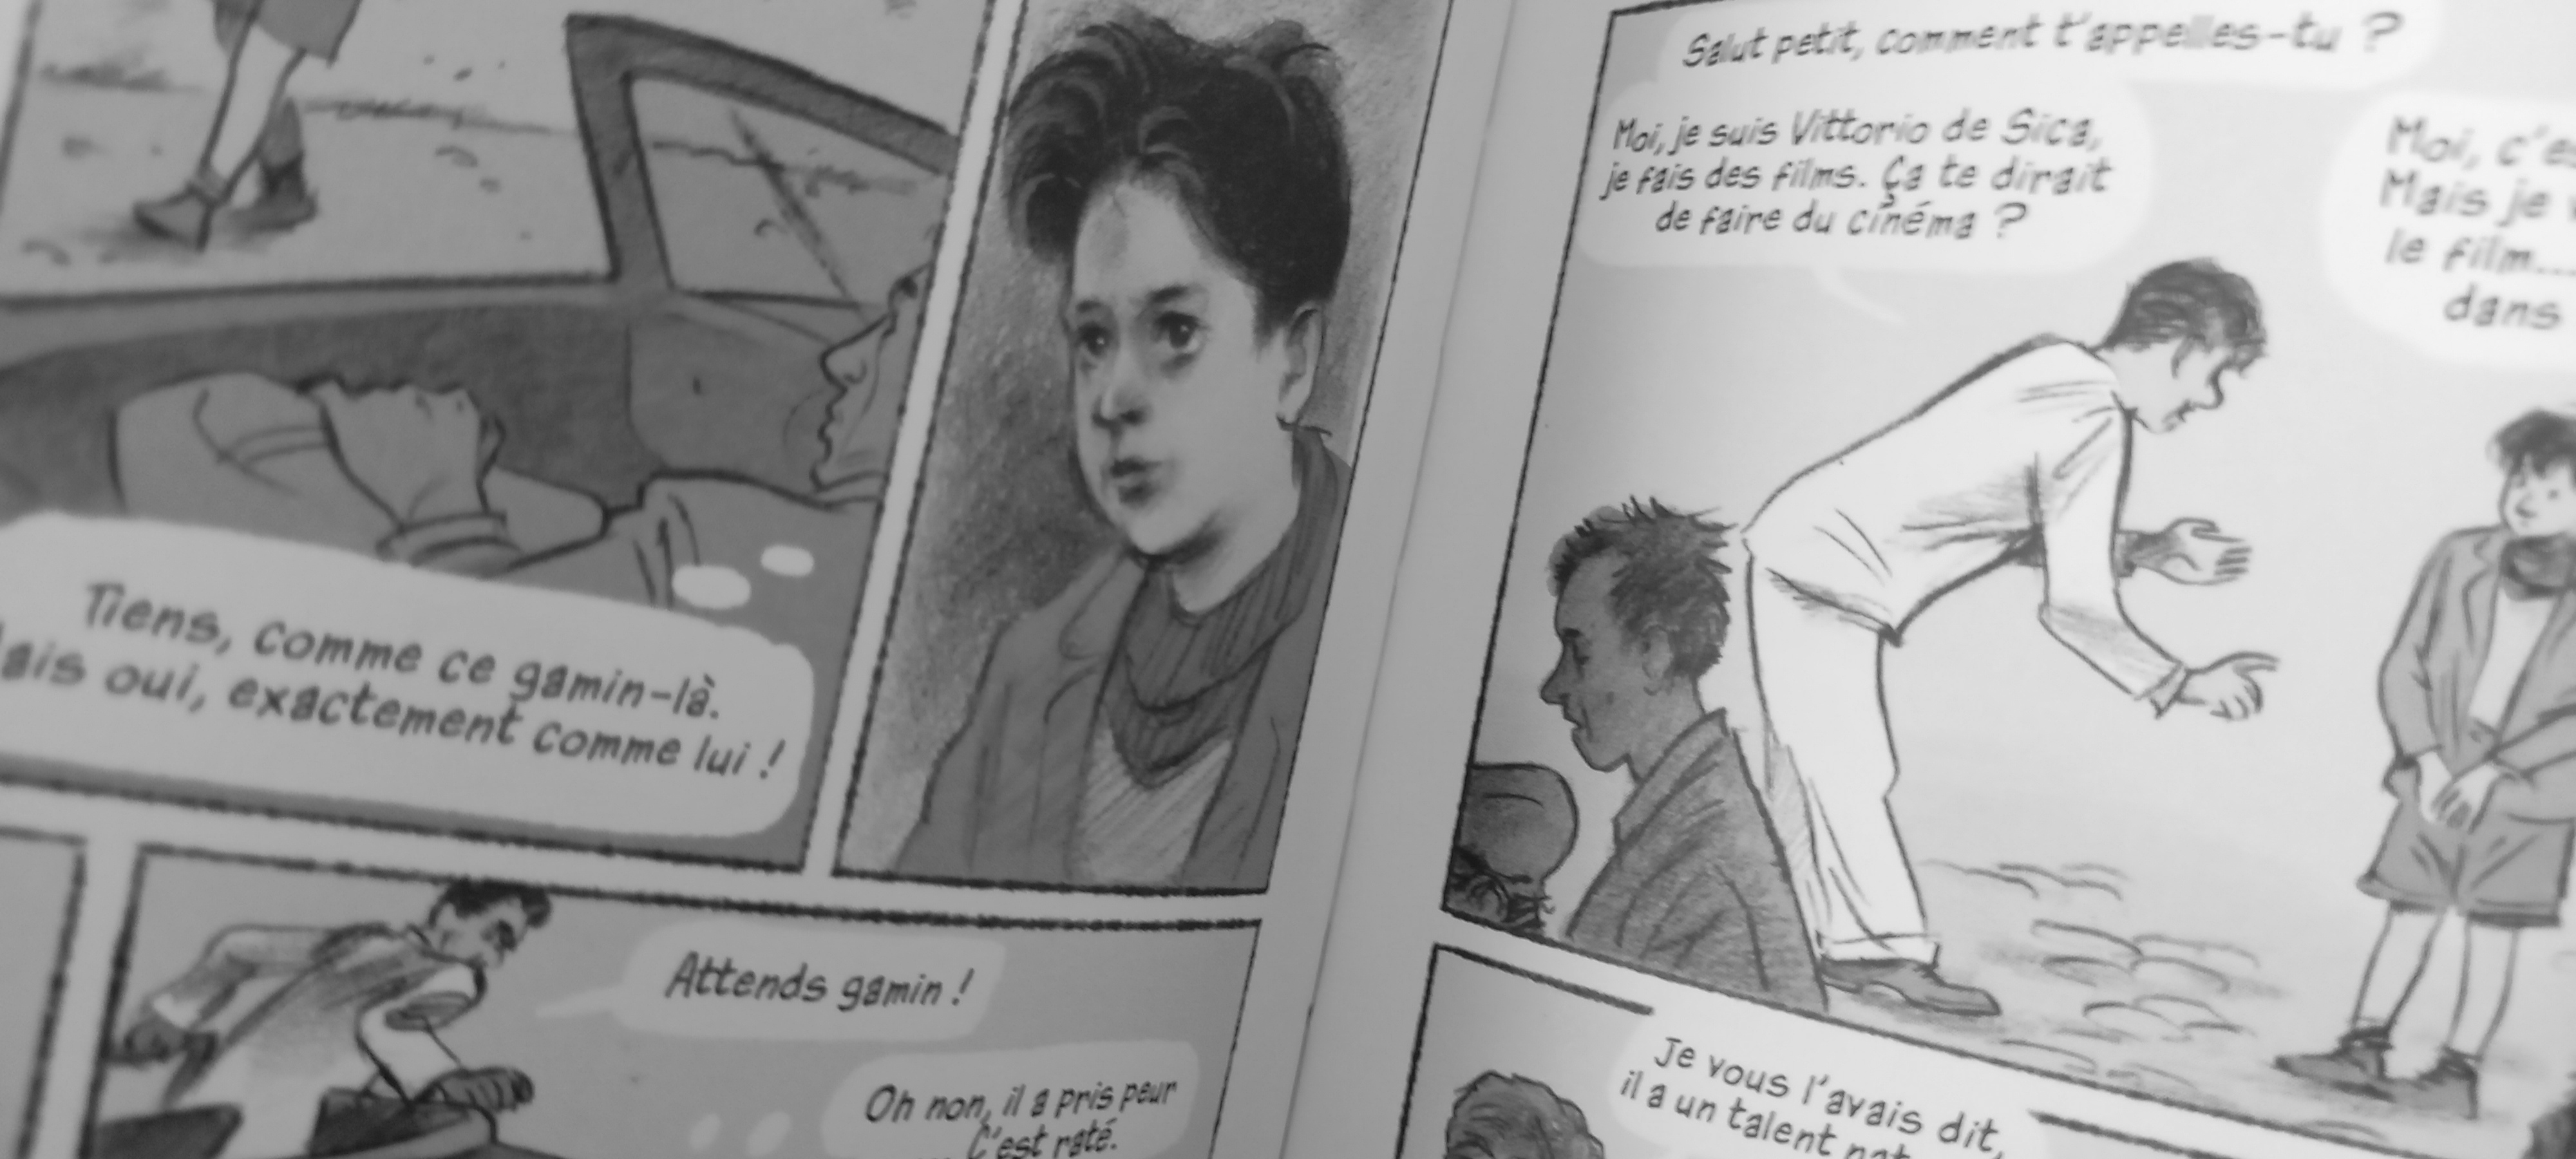 Tiens, comme ce gamin-là.
ais oui, exactement comme lui !
Attends gamin !
Oh non, il a pris peur
C'est raté.
Salut petit, comment t'appelles-tu ?
Moi, je suis Vittorio de Sica,
je fais des films. Ça te dirait
de faire du cinéma ?
Moi, c'es
Mais je v
le film...
dans
Je vous l'avais dit,
il a un talent nat